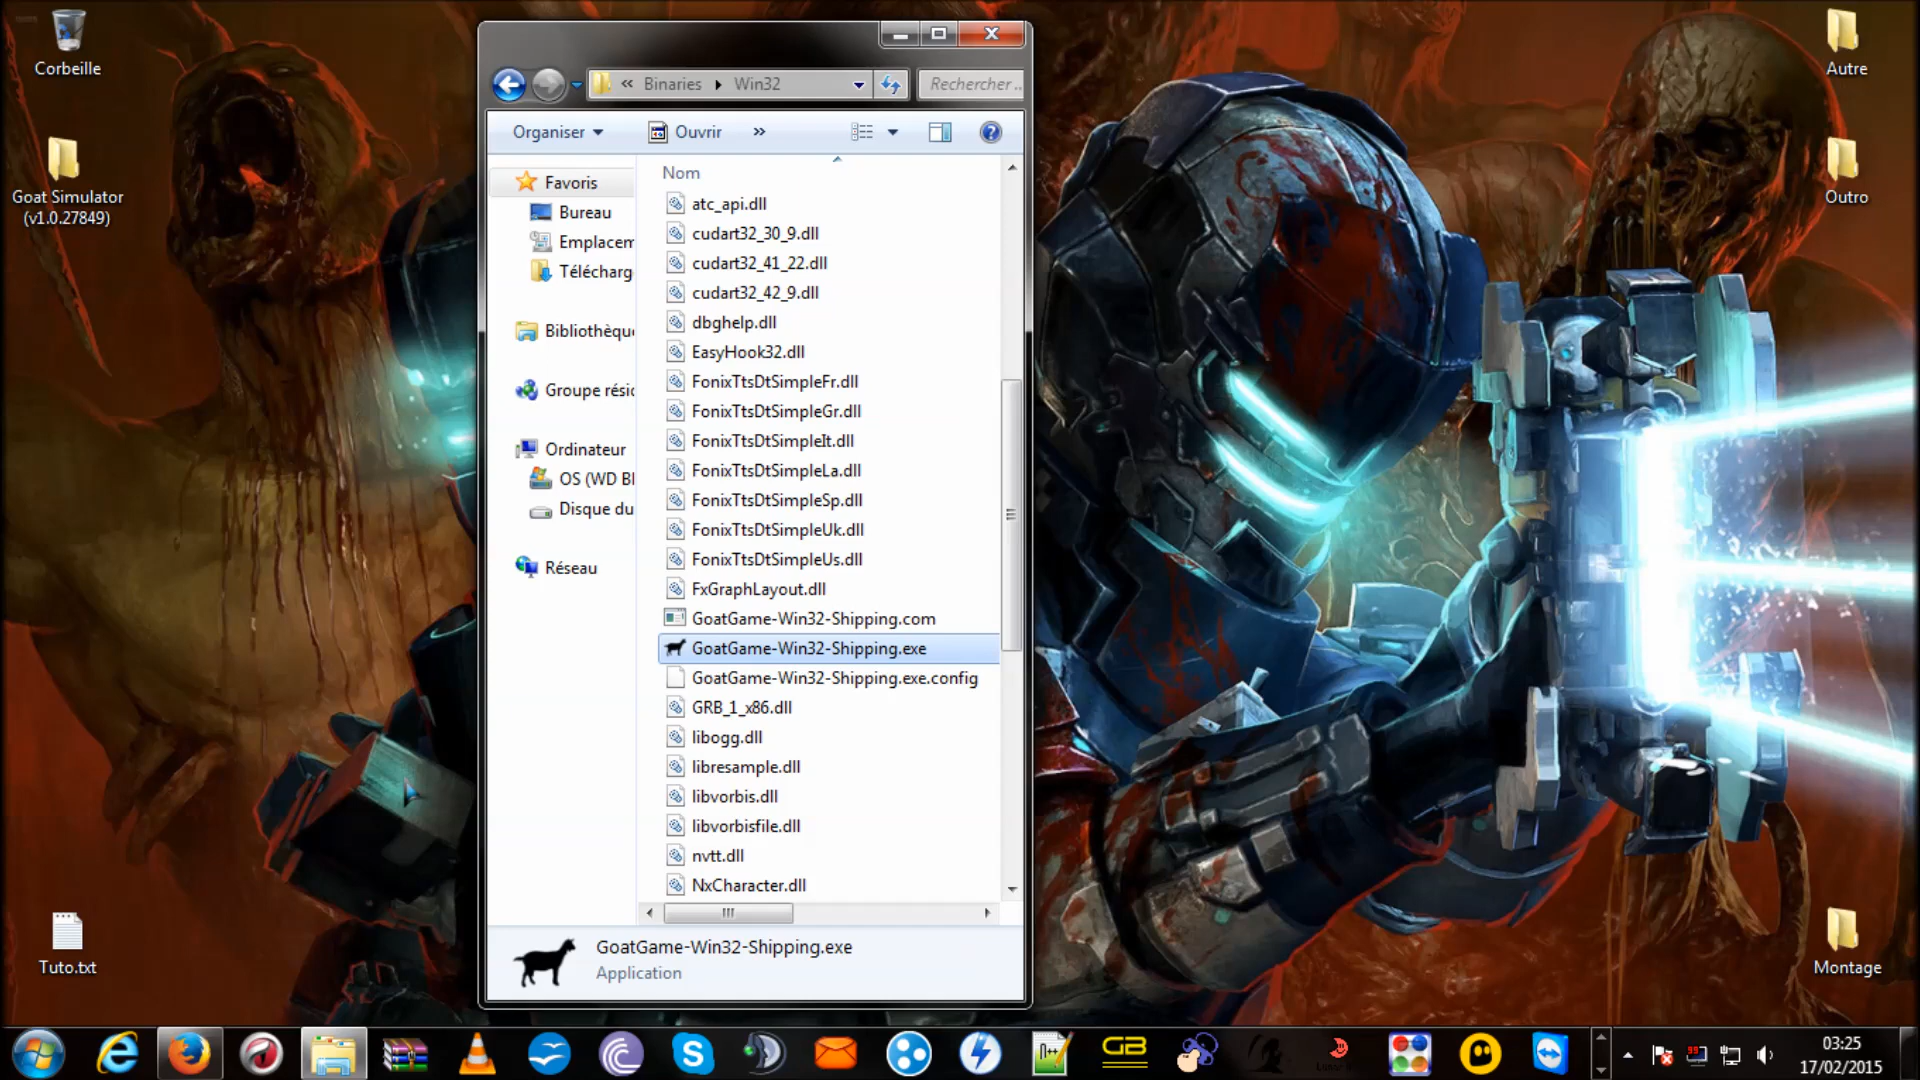 Corbeille
Goat Simulator
(v1.0.27849)
Tuto.txt
Autre
Outro
Montage
« Binaries ▸ Win32
Rechercher ...
Organiser
Ouvrir
»
Favoris
Bureau
Emplacem
Télécharg
Bibliothèqu
Groupe rési
Ordinateur
OS (WD Bl
Disque du
Réseau
Nom
atc_api.dll
cudart32_30_9.dll
cudart32_41_22.dll
cudart32_42_9.dll
dbghelp.dll
EasyHook32.dll
FonixTtsDtSimpleFr.dll
FonixTtsDtSimpleGr.dll
FonixTtsDtSimpleIt.dll
FonixTtsDtSimpleLa.dll
FonixTtsDtSimpleSp.dll
FonixTtsDtSimpleUk.dll
FonixTtsDtSimpleUs.dll
FxGraphLayout.dll
GoatGame-Win32-Shipping.com
GoatGame-Win32-Shipping.exe
GoatGame-Win32-Shipping.exe.config
GRB_1_x86.dll
libogg.dll
libresample.dll
libvorbis.dll
libvorbisfile.dll
nvtt.dll
NxCharacter.dll
GoatGame-Win32-Shipping.exe
Application
GB
03:25
17/02/2015